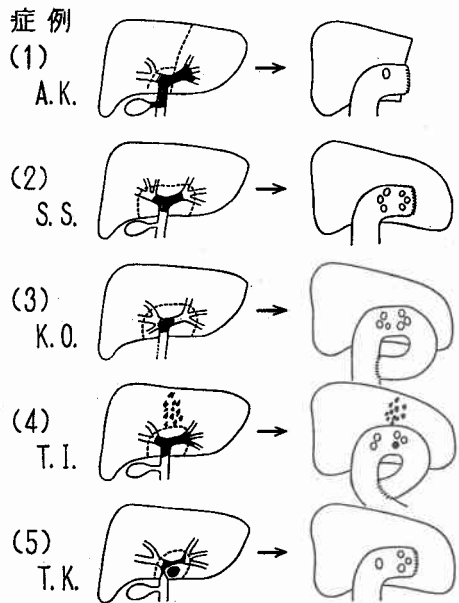 症例
(1)
A.K.
(2)
S.S.
(3)
K.O.
(4)
T.I.
(5)
T.K.